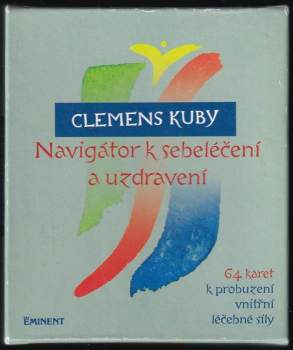 CLEMENS KUBY
Navigátor k sebeléčení
a uzdravení
64 karet
k probuzení
vnitřní
léčebné síly
EMINENT